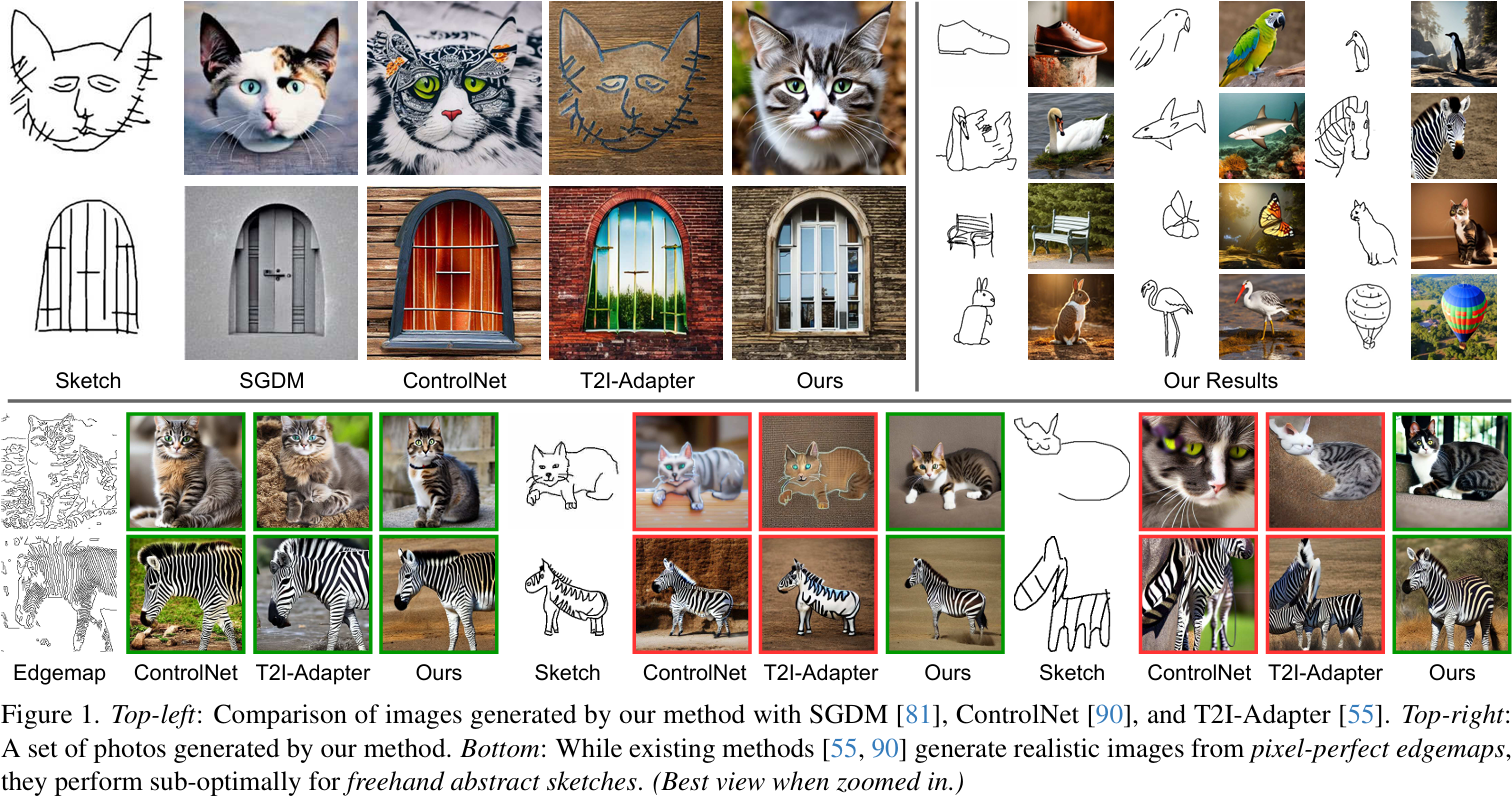 Sketch SGDM ControlNet T2I-Adapter Ours Our Results
Edgemap ControlNet T2I-Adapter Ours Sketch ControlNet T2I-Adapter Ours Sketch ControlNet T2I-Adapter Ours
Figure 1. Top-left: Comparison of images generated by our method with SGDM [81], ControlNet [90], and T2I-Adapter [55]. Top-right:
A set of photos generated by our method. Bottom: While existing methods [55, 90] generate realistic images from pixel-perfect edgemaps,
they perform sub-optimally for freehand abstract sketches. (Best view when zoomed in.)